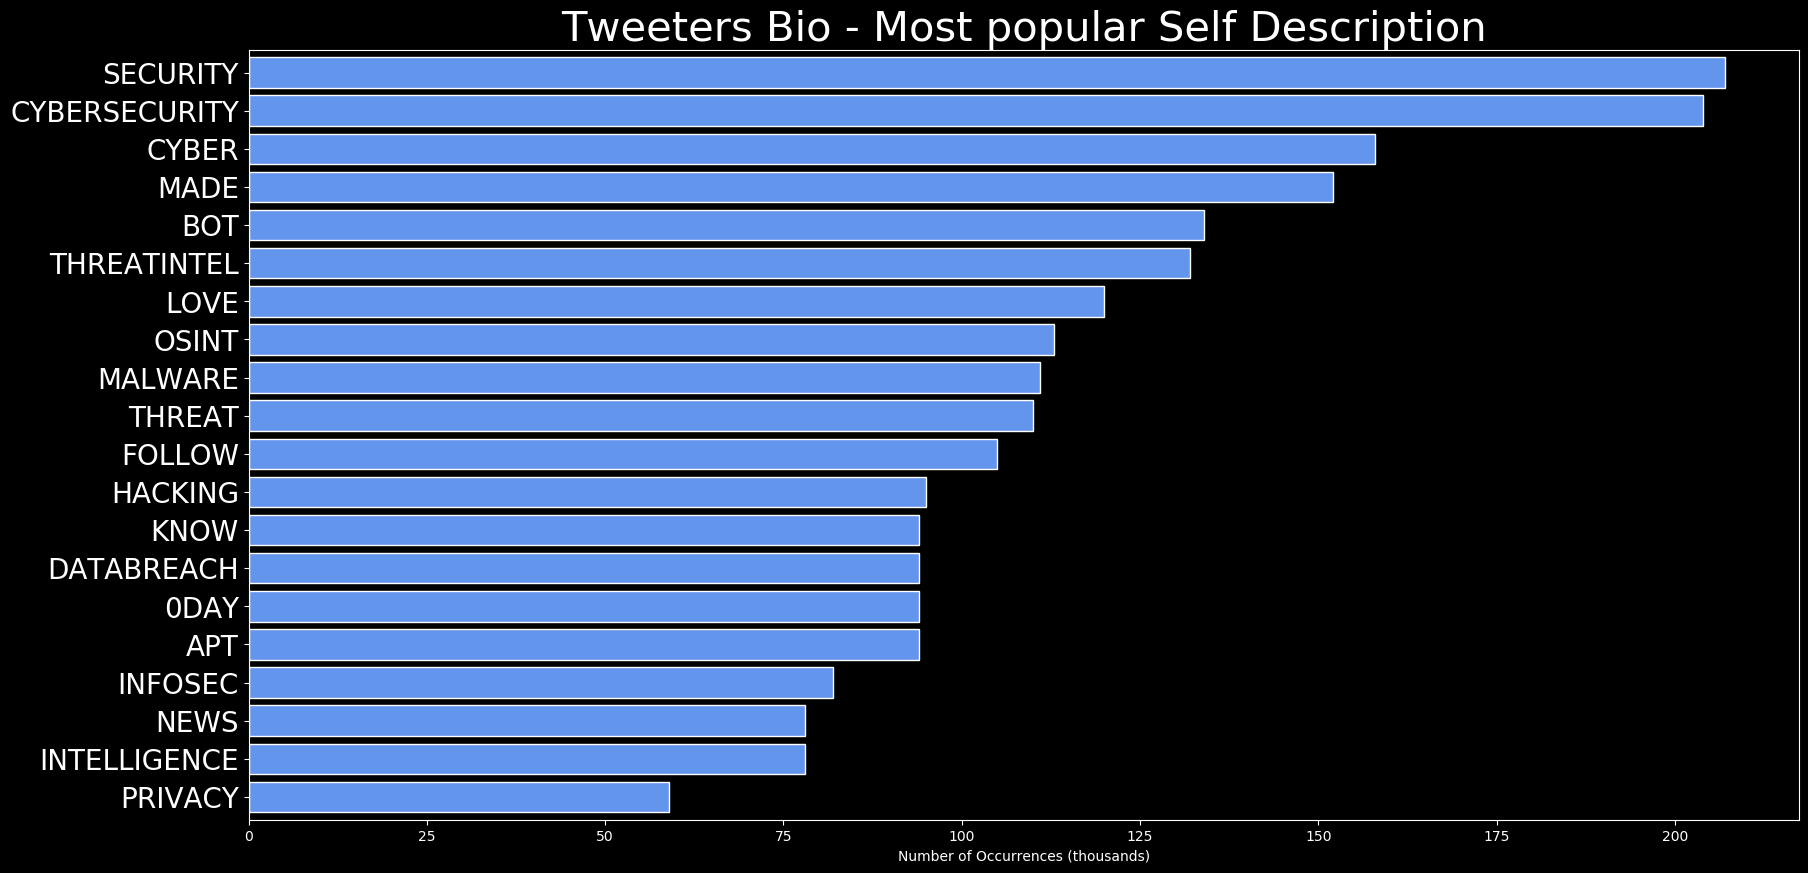 Tweeters Bio - Most popular Self Description
SECURITY
CYBERSECURITY
CYBER
MADE
BOT
THREATINTEL
LOVE
OSINT
MALWARE
THREAT
FOLLOW
HACKING
KNOW
DATABREACH
0DAY
APT
INFOSEC
NEWS
INTELLIGENCE
PRIVACY
0 25 50 75 100 125 150 175 200
Number of Occurrences (thousands)